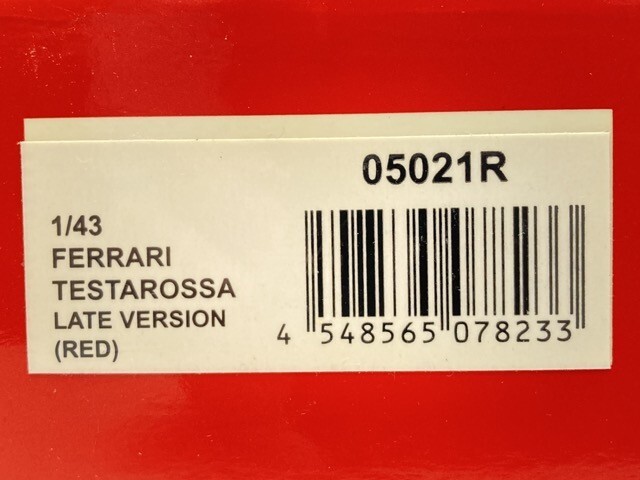 05021R
1/43
FERRARI
TESTAROSSA
LATE VERSION
(RED)
4 548565 078233